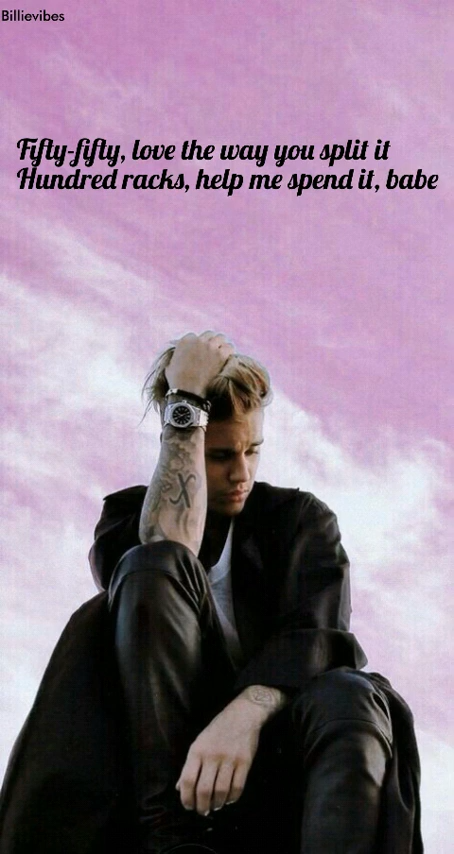 Billievibes
Fifty-fifty, love the way you split it
Hundred racks, help me spend it, babe